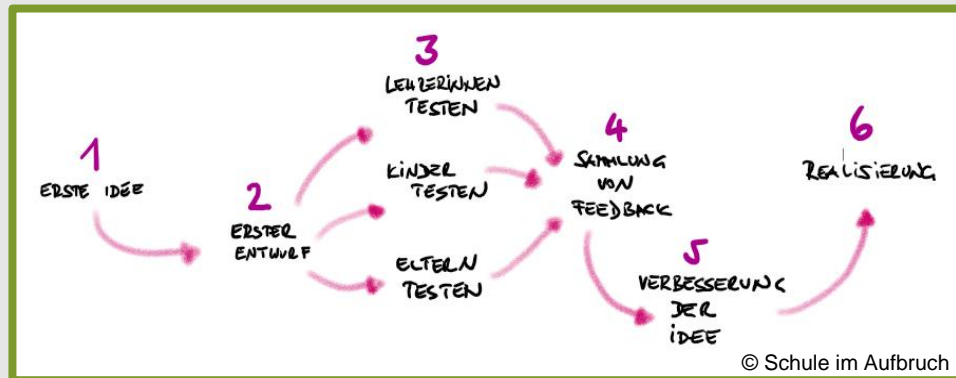 1
ERSTE IDEE
2
ERSTER
ENTWURF
3
LEHRERINNEN
TESTEN
KINDER
TESTEN
ELTERN
TESTEN
4
SAMMLUNG
VON
FEEDBACK
5
VERBESSERUNG
DER
IDEE
6
REALISIERUNG
© Schule im Aufbruch